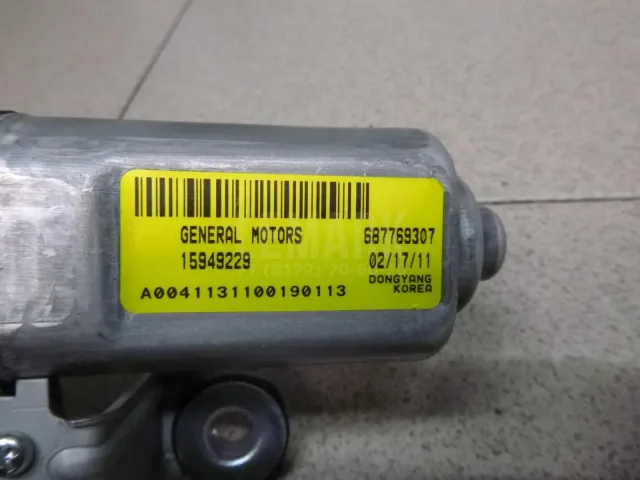 GENERAL MOTORS 687769307
15949229 02/17/11
DONGYANG
KOREA
A0041131100190113